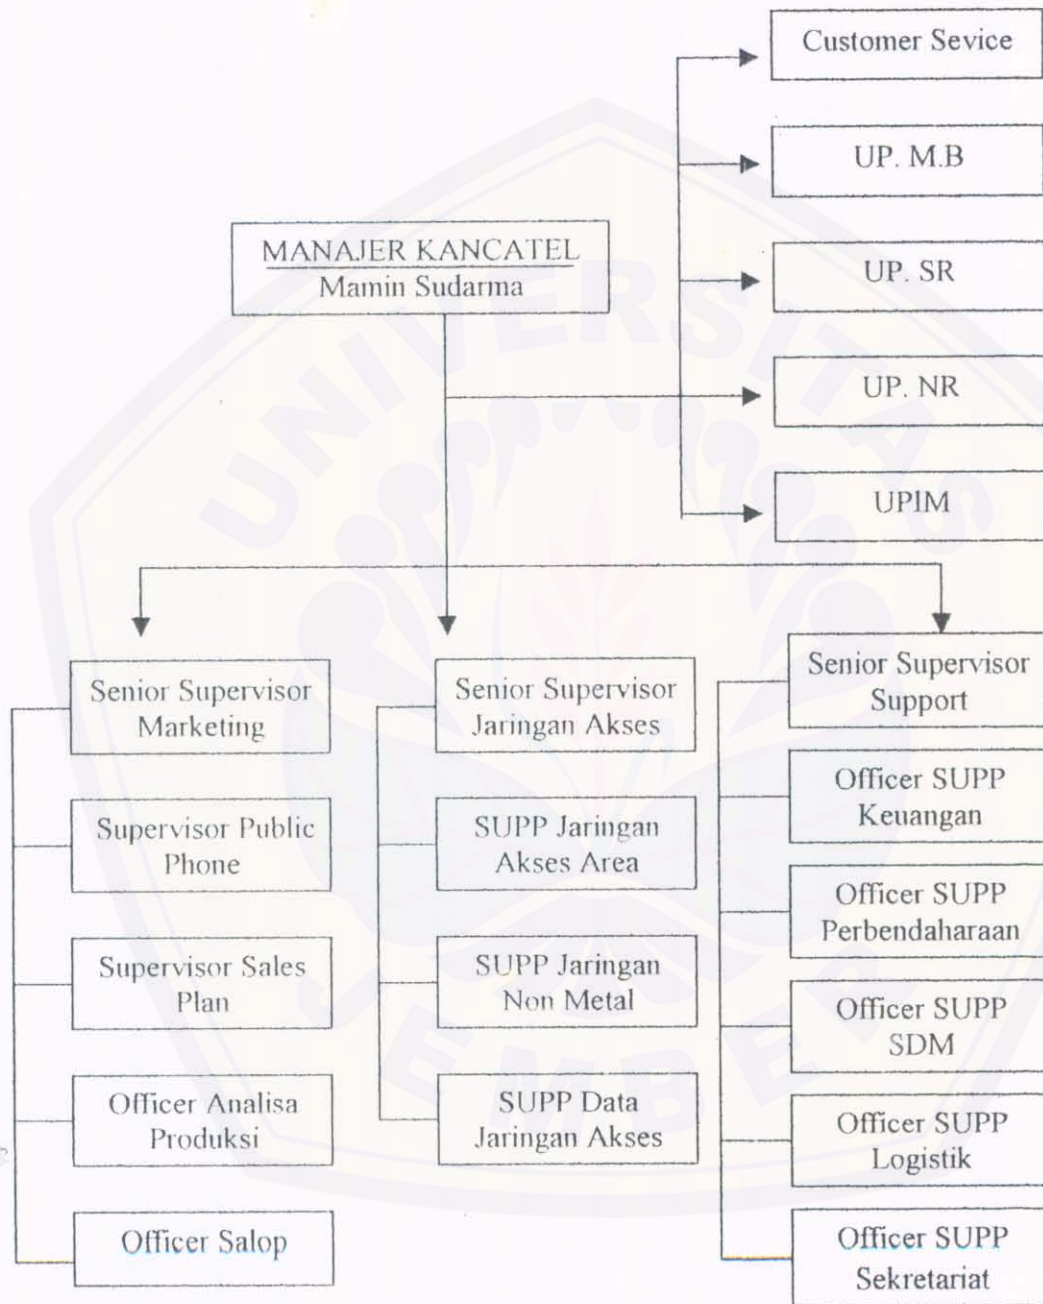 Customer Sevice
UP. M.B
MANAJER KANCATEL
Mamin Sudarma
UP. SR
UP. NR
UPIM
Senior Supervisor
Marketing
Supervisor Public
Phone
Supervisor Sales
Plan
Officer Analisa
Produksi
Officer Salop
Senior Supervisor
Jaringan Akses
SUPP Jaringan
Akses Area
SUPP Jaringan
Non Metal
SUPP Data
Jaringan Akses
Senior Supervisor
Support
Officer SUPP
Keuangan
Officer SUPP
Perbendaharaan
Officer SUPP
SDM
Officer SUPP
Logistik
Officer SUPP
Sekretariat
UNIVERSITAS
JEMBER